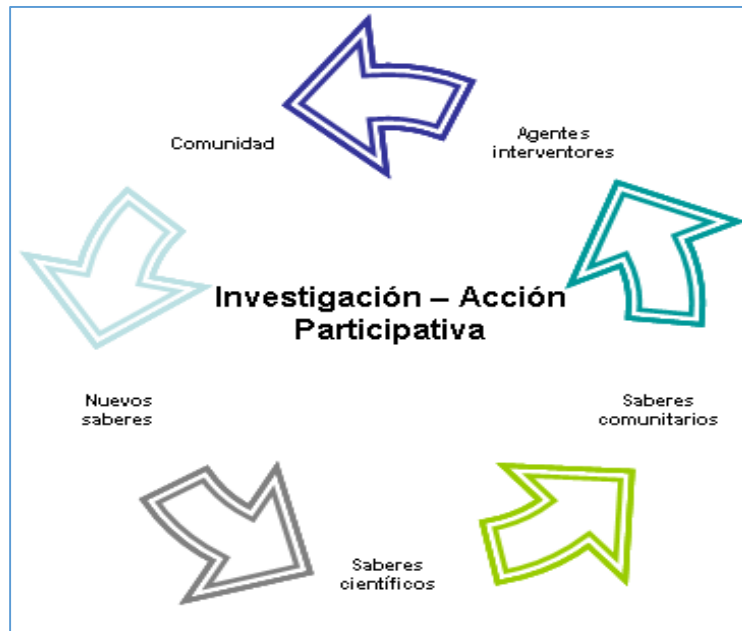 Comunidad
Agentes
interventores
Investigación – Acción
Participativa
Nuevos
saberes
Saberes
comunitarios
Saberes
científicos